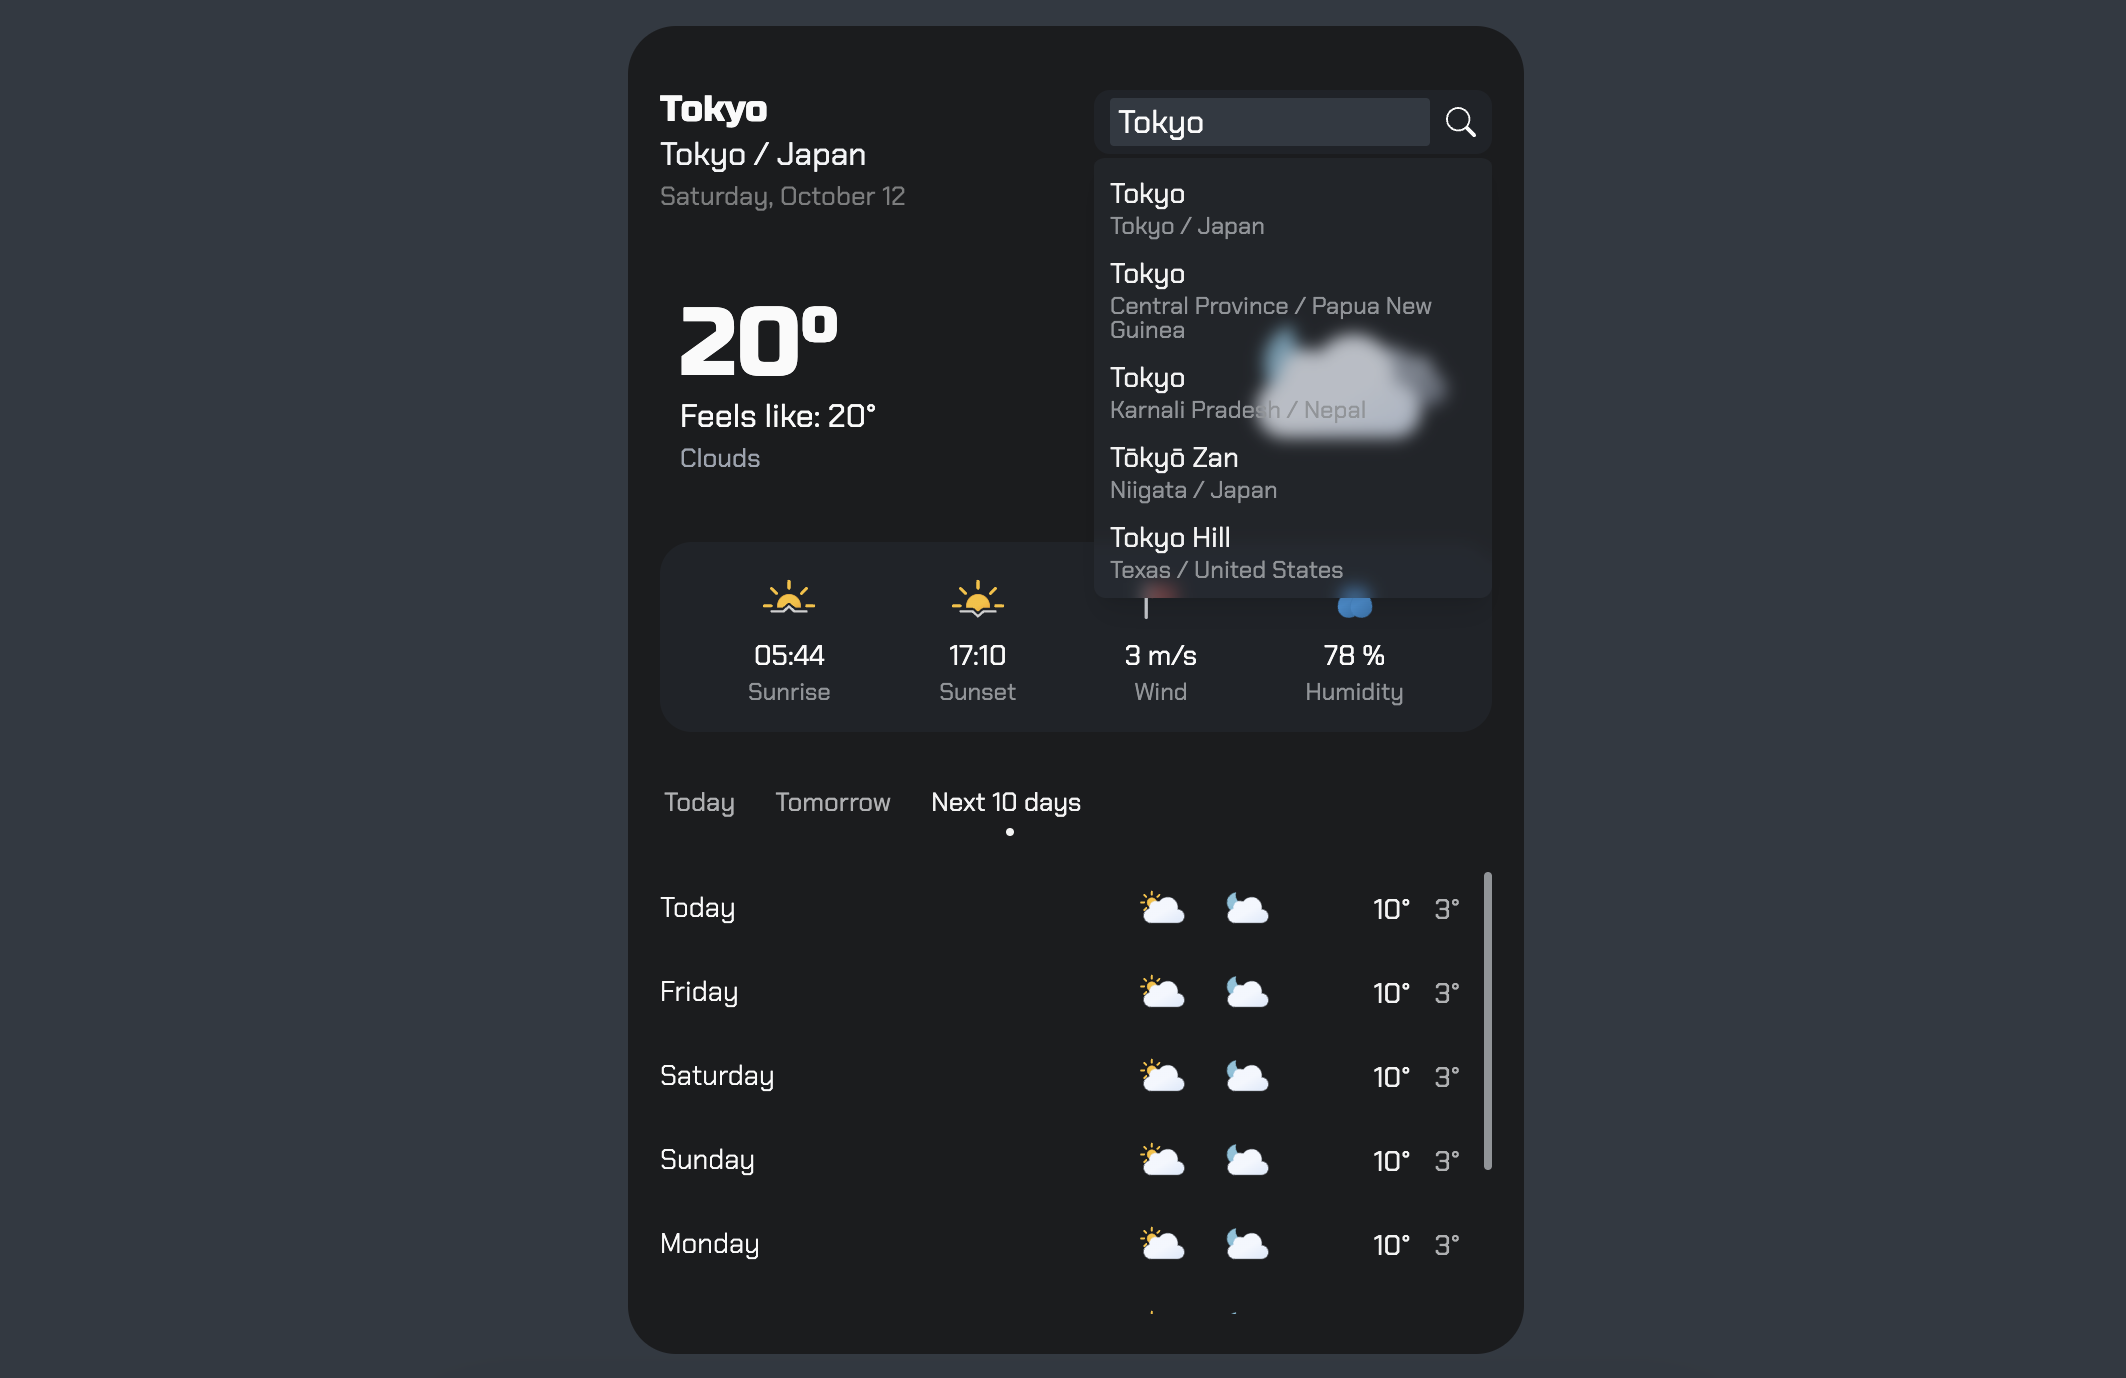 Tokyo
Tokyo / Japan
Saturday, October 12
Tokyo
Tokyo
Tokyo / Japan
Tokyo
Central Province / Papua New
Guinea
Tokyo
Karnali Pradesh / Nepal
Tōkyō Zan
Niigata / Japan
Tokyo Hill
Texas / United States
20°
Feels like: 20°
Clouds
05:44
Sunrise
17:10
Sunset
3 m/s
Wind
78 %
Humidity
Today Tomorrow Next 10 days
Today 10° 3°
Friday 10° 3°
Saturday 10° 3°
Sunday 10° 3°
Monday 10° 3°